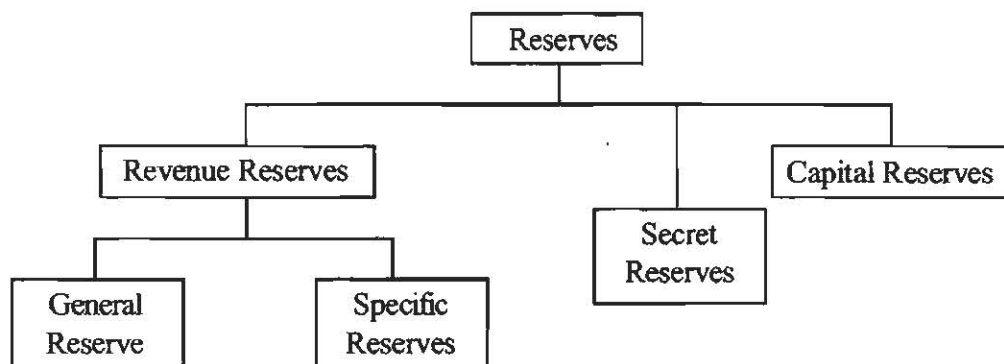 Reserves
Revenue Reserves
Capital Reserves
Secret
Reserves
General
Reserve
Specific
Reserves